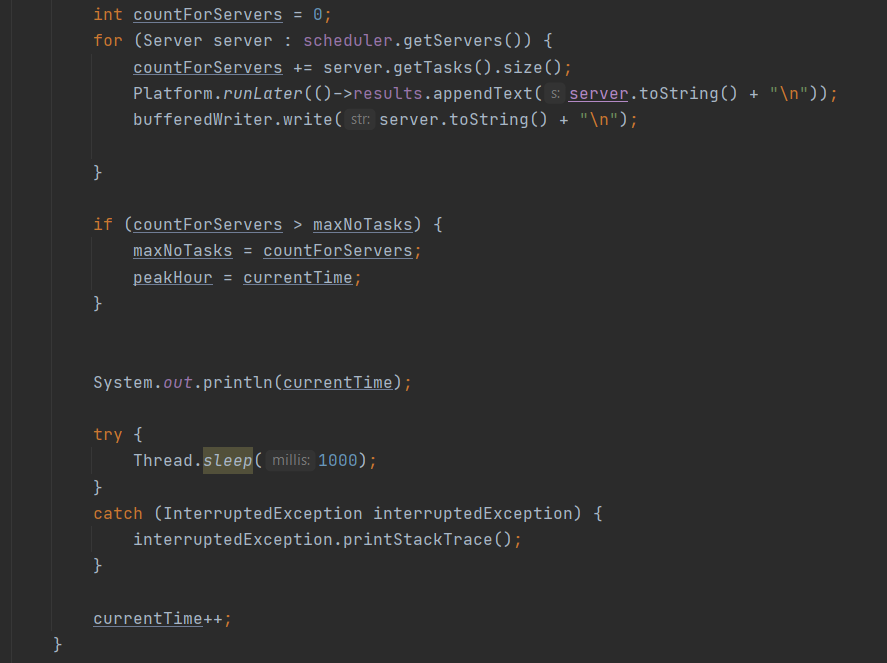 int countForServers = 0;
for (Server server : scheduler.getServers()) {
countForServers += server.getTasks().size();
Platform.runLater(()->results.appendText( s: server.toString() + "\n"));
bufferedWriter.write( str: server.toString() + "\n");
}
if (countForServers > maxNoTasks) {
maxNoTasks = countForServers;
peakHour = currentTime;
}
System.out.println(currentTime);
try {
Thread.sleep( millis: 1000);
}
catch (InterruptedException interruptedException) {
interruptedException.printStackTrace();
}
currentTime++;
}